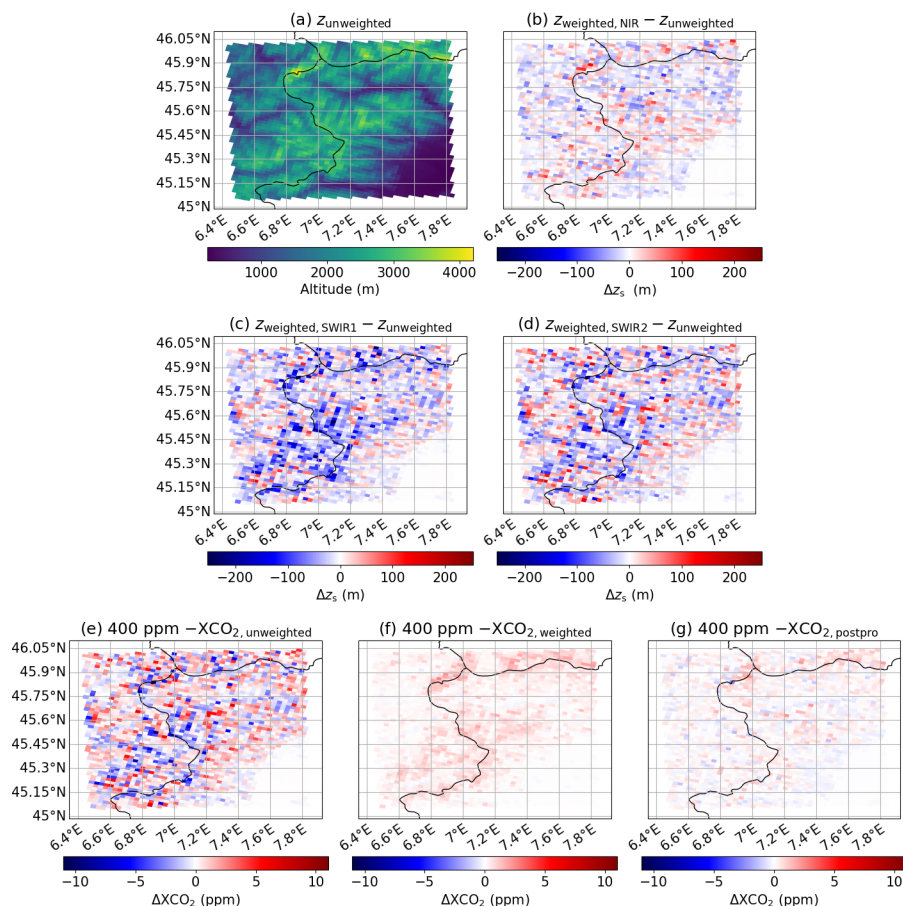 (a) z_unweighted
(b) z_weighted, NIR − z_unweighted
46.05°N
45.9°N
45.75°N
45.6°N
45.45°N
45.3°N
45.15°N
45°N
6.4°E 6.6°E 6.8°E 7°E 7.2°E 7.4°E 7.6°E 7.8°E
6.4°E 6.6°E 6.8°E 7°E 7.2°E 7.4°E 7.6°E 7.8°E
1000 2000 3000 4000
Altitude (m)
−200 −100 0 100 200
Δz_s (m)
(c) z_weighted, SWIR1 − z_unweighted
(d) z_weighted, SWIR2 − z_unweighted
46.05°N
45.9°N
45.75°N
45.6°N
45.45°N
45.3°N
45.15°N
45°N
6.4°E 6.6°E 6.8°E 7°E 7.2°E 7.4°E 7.6°E 7.8°E
6.4°E 6.6°E 6.8°E 7°E 7.2°E 7.4°E 7.6°E 7.8°E
−200 −100 0 100 200
Δz_s (m)
−200 −100 0 100 200
Δz_s (m)
(e) 400 ppm −XCO₂, unweighted
(f) 400 ppm −XCO₂, weighted
(g) 400 ppm −XCO₂, postpro
46.05°N
45.9°N
45.75°N
45.6°N
45.45°N
45.3°N
45.15°N
45°N
6.4°E 6.6°E 6.8°E 7°E 7.2°E 7.4°E 7.6°E 7.8°E
6.4°E 6.6°E 6.8°E 7°E 7.2°E 7.4°E 7.6°E 7.8°E
6.4°E 6.6°E 6.8°E 7°E 7.2°E 7.4°E 7.6°E 7.8°E
−10 −5 0 5 10
ΔXCO₂ (ppm)
−10 −5 0 5 10
ΔXCO₂ (ppm)
−10 −5 0 5 10
ΔXCO₂ (ppm)